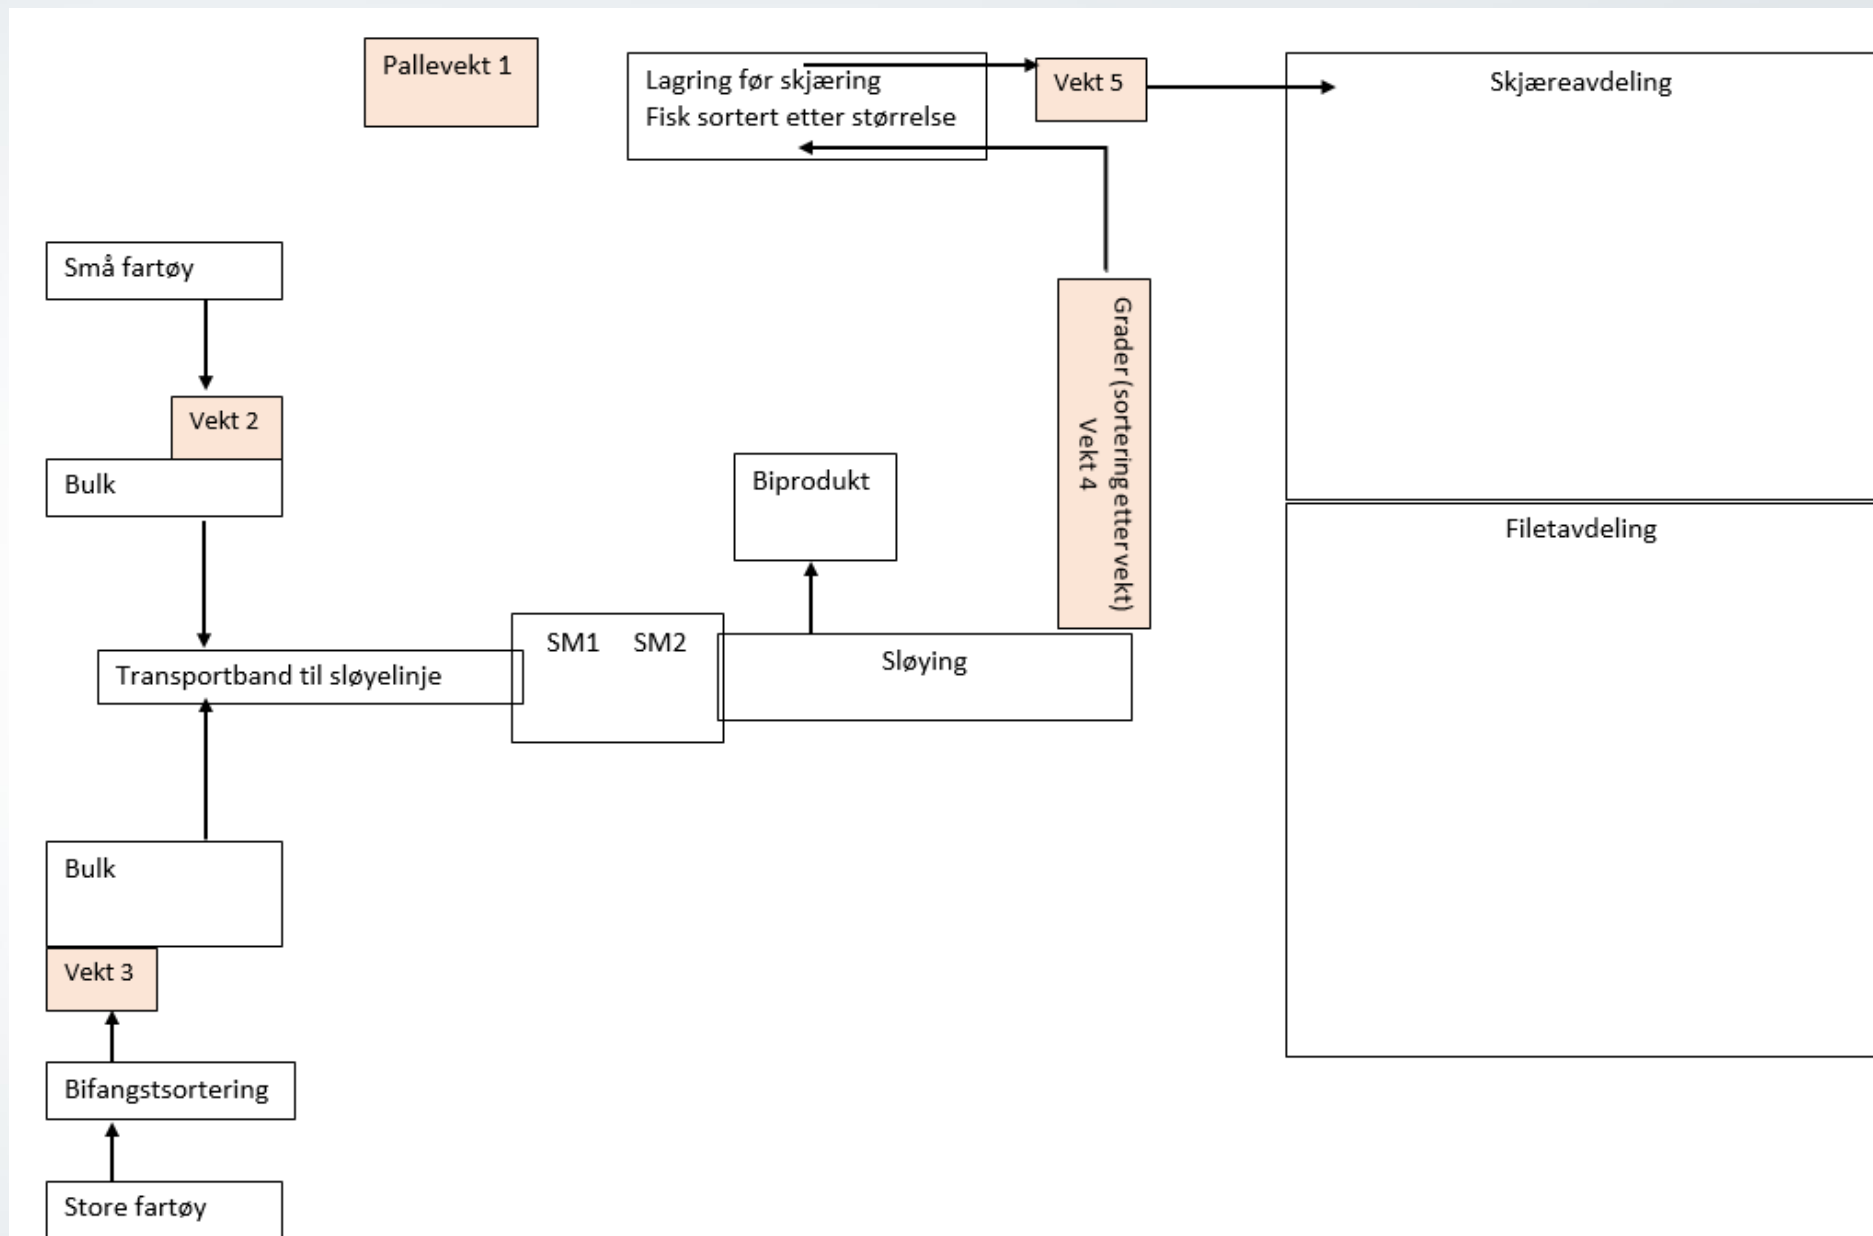 Pallevekt 1
Lagring før skjæring
Fisk sortert etter størrelse
Vekt 5
Skjæreavdeling
Små fartøy
Vekt 2
Bulk
Grader (sortering etter vekt)
Vekt 4
Biprodukt
Filetavdeling
Transportband til sløyelinje
SM1 SM2
Sløying
Bulk
Vekt 3
Bifangstsortering
Store fartøy